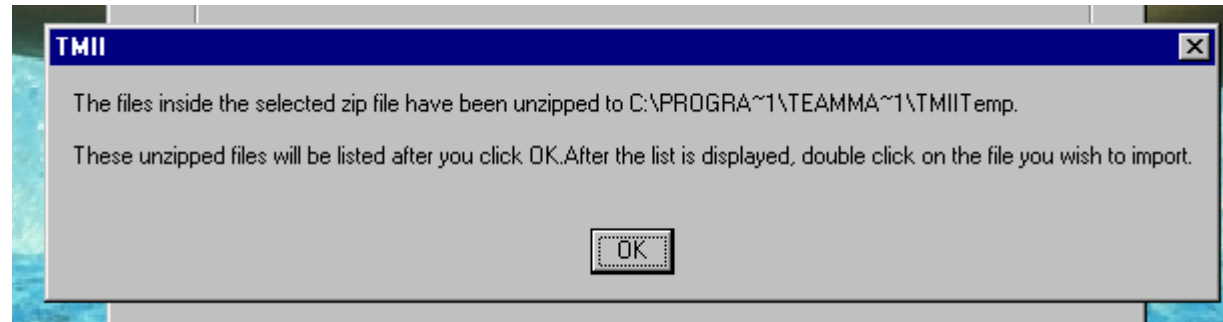 TMII
The files inside the selected zip file have been unzipped to C:\PROGRA~1\TEAMMA~1\TMIITemp.
These unzipped files will be listed after you click OK.After the list is displayed, double click on the file you wish to import.
OK